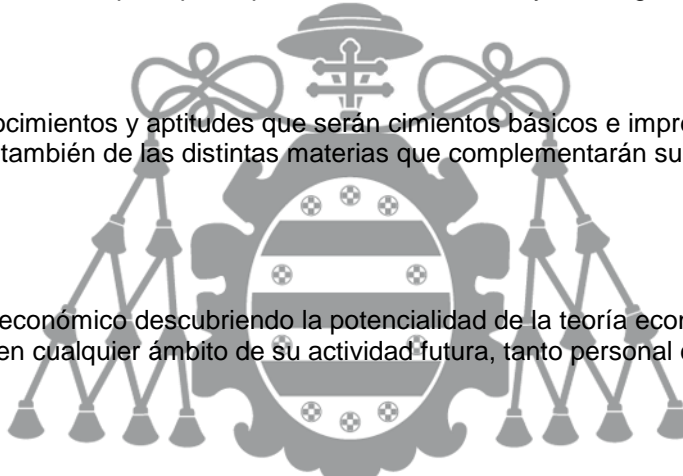 ocimientos y aptitudes que serán cimientos básicos e impre
también de las distintas materias que complementarán su
económico descubriendo la potencialidad de la teoría econ
en cualquier ámbito de su actividad futura, tanto personal